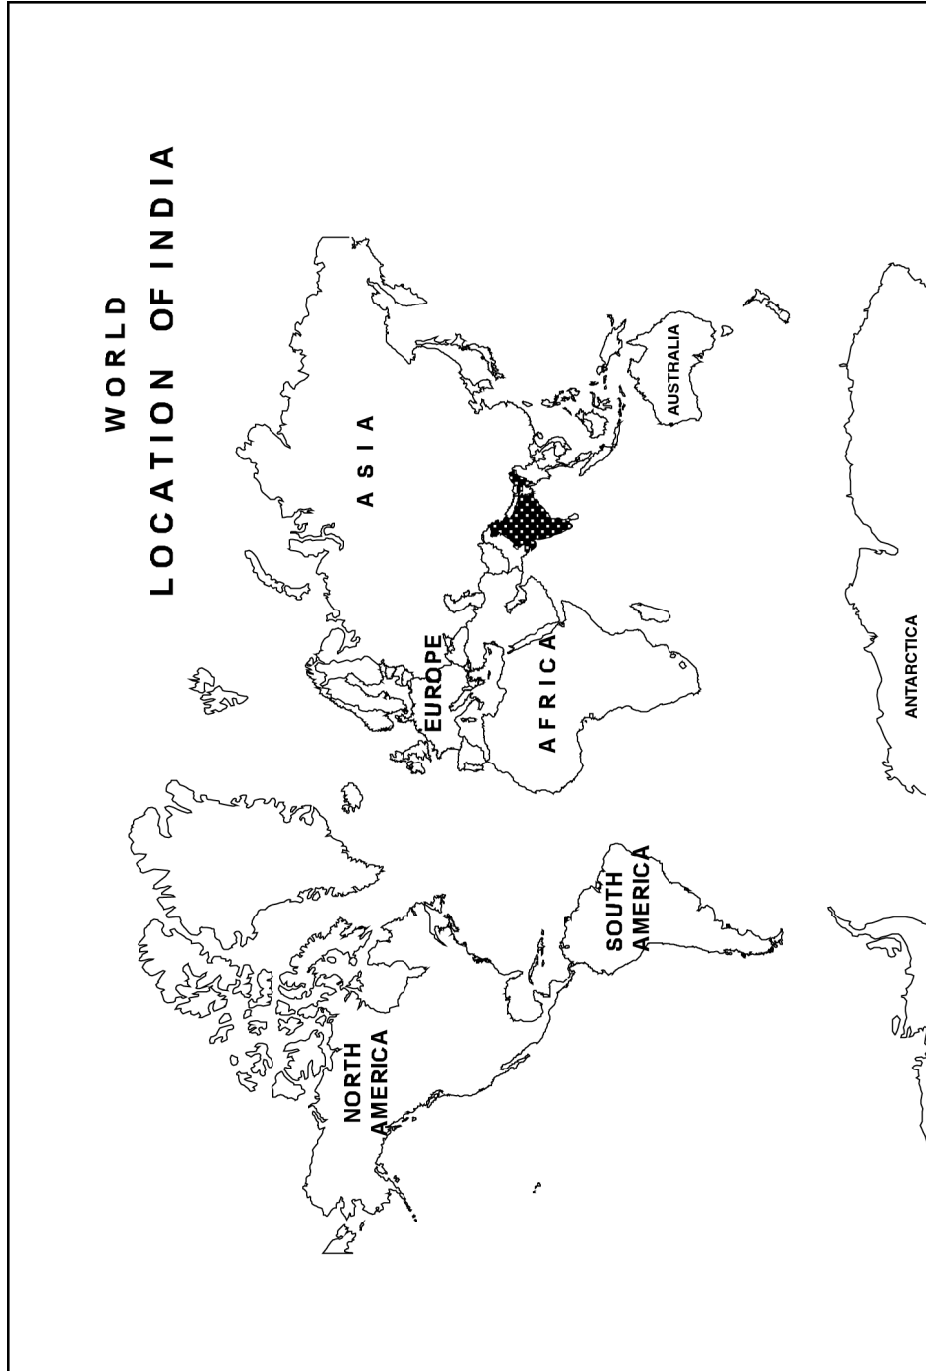 WORLD
LOCATION OF INDIA
NORTH
AMERICA
SOUTH
AMERICA
EUROPE
AFRICA
ASIA
AUSTRALIA
ANTARCTICA